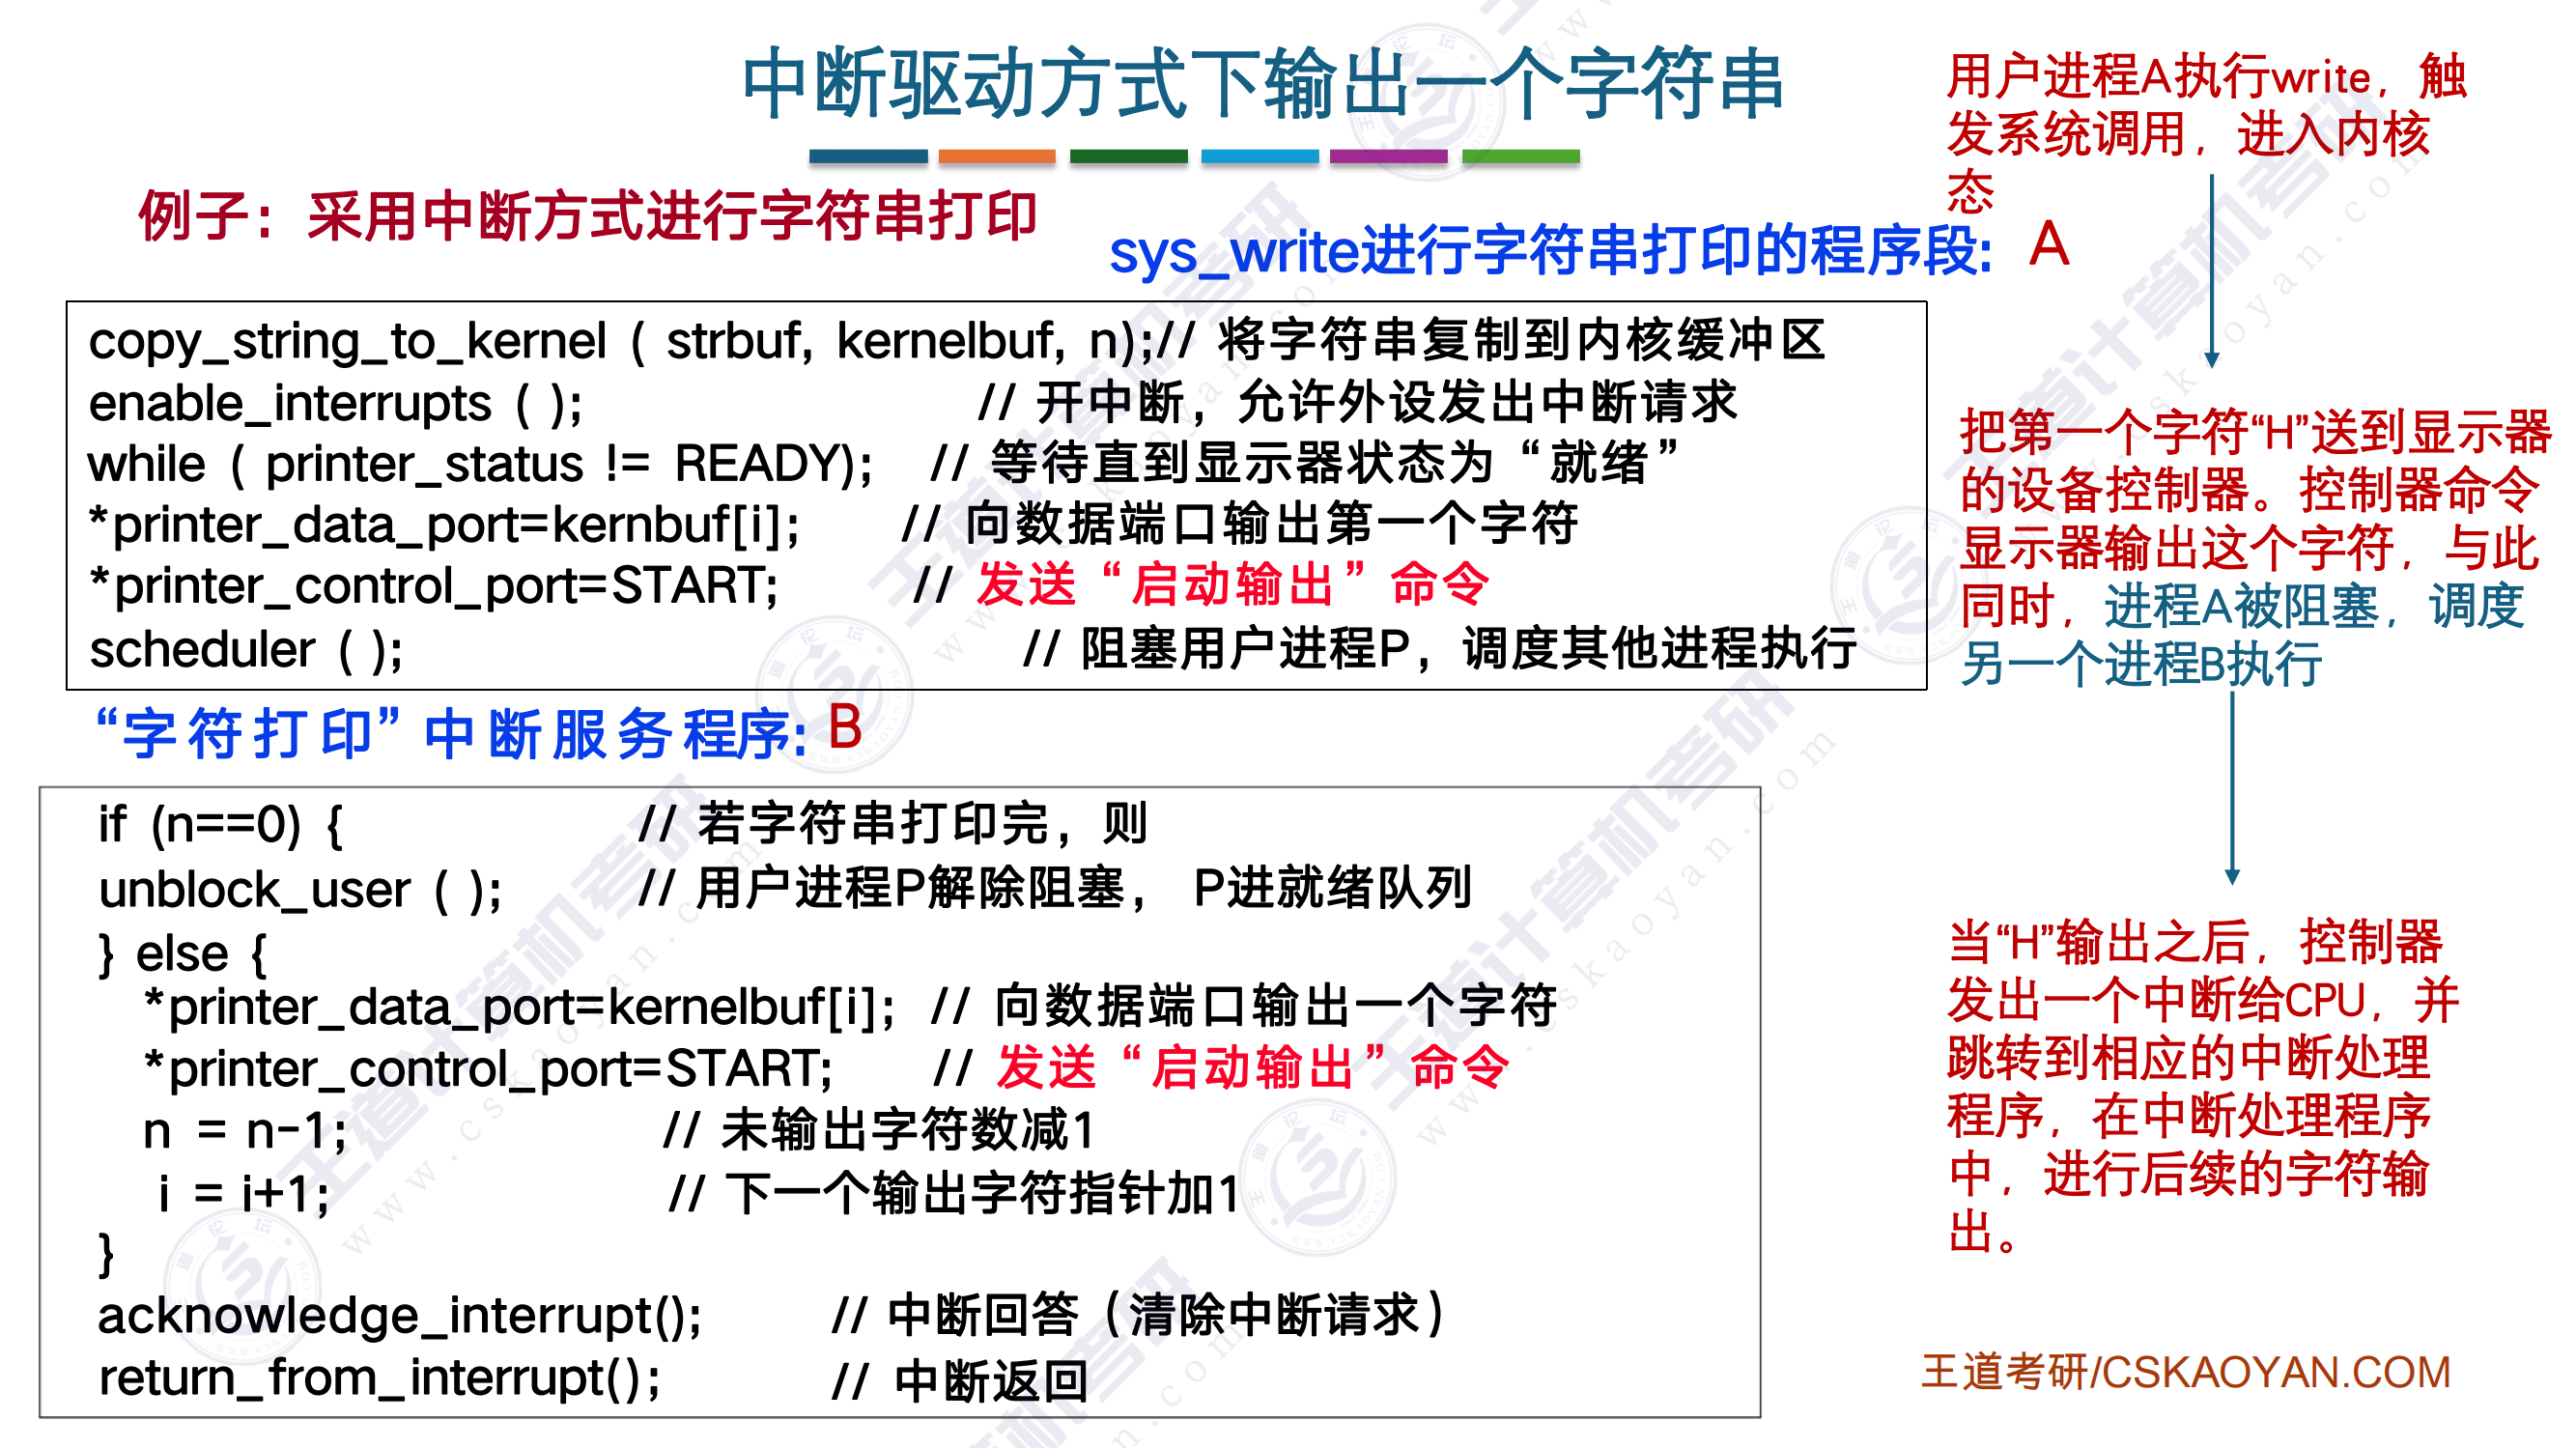 中断驱动方式下输出一个字符串
例子：采用中断方式进行字符串打印
sys_write进行字符串打印的程序段: A
copy_string_to_kernel ( strbuf, kernelbuf, n);// 将字符串复制到内核缓冲区
enable_interrupts ( ); // 开中断，允许外设发出中断请求
while ( printer_status != READY); // 等待直到显示器状态为“就绪”
*printer_data_port=kernbuf[i]; // 向数据端口输出第一个字符
*printer_control_port=START; // 发送“启动输出”命令
scheduler ( ); // 阻塞用户进程P，调度其他进程执行
“字符打印”中断服务程序: B
if (n==0) { // 若字符串打印完，则
unblock_user ( ); // 用户进程P解除阻塞， P进就绪队列
} else {
*printer_data_port=kernelbuf[i]; // 向数据端口输出一个字符
*printer_control_port=START; // 发送“启动输出”命令
n = n-1; // 未输出字符数减1
i = i+1; // 下一个输出字符指针加1
}
acknowledge_interrupt(); // 中断回答（清除中断请求）
return_from_interrupt(); // 中断返回
用户进程A执行write，触
发系统调用，进入内核
态
把第一个字符“H”送到显示器
的设备控制器。控制器命令
显示器输出这个字符，与此
同时，进程A被阻塞，调度
另一个进程B执行
当“H”输出之后，控制器
发出一个中断给CPU，并
跳转到相应的中断处理
程序，在中断处理程序
中，进行后续的字符输
出。
王道考研/CSKAOYAN.COM
王道计算机考研
www.cskaoyan.com